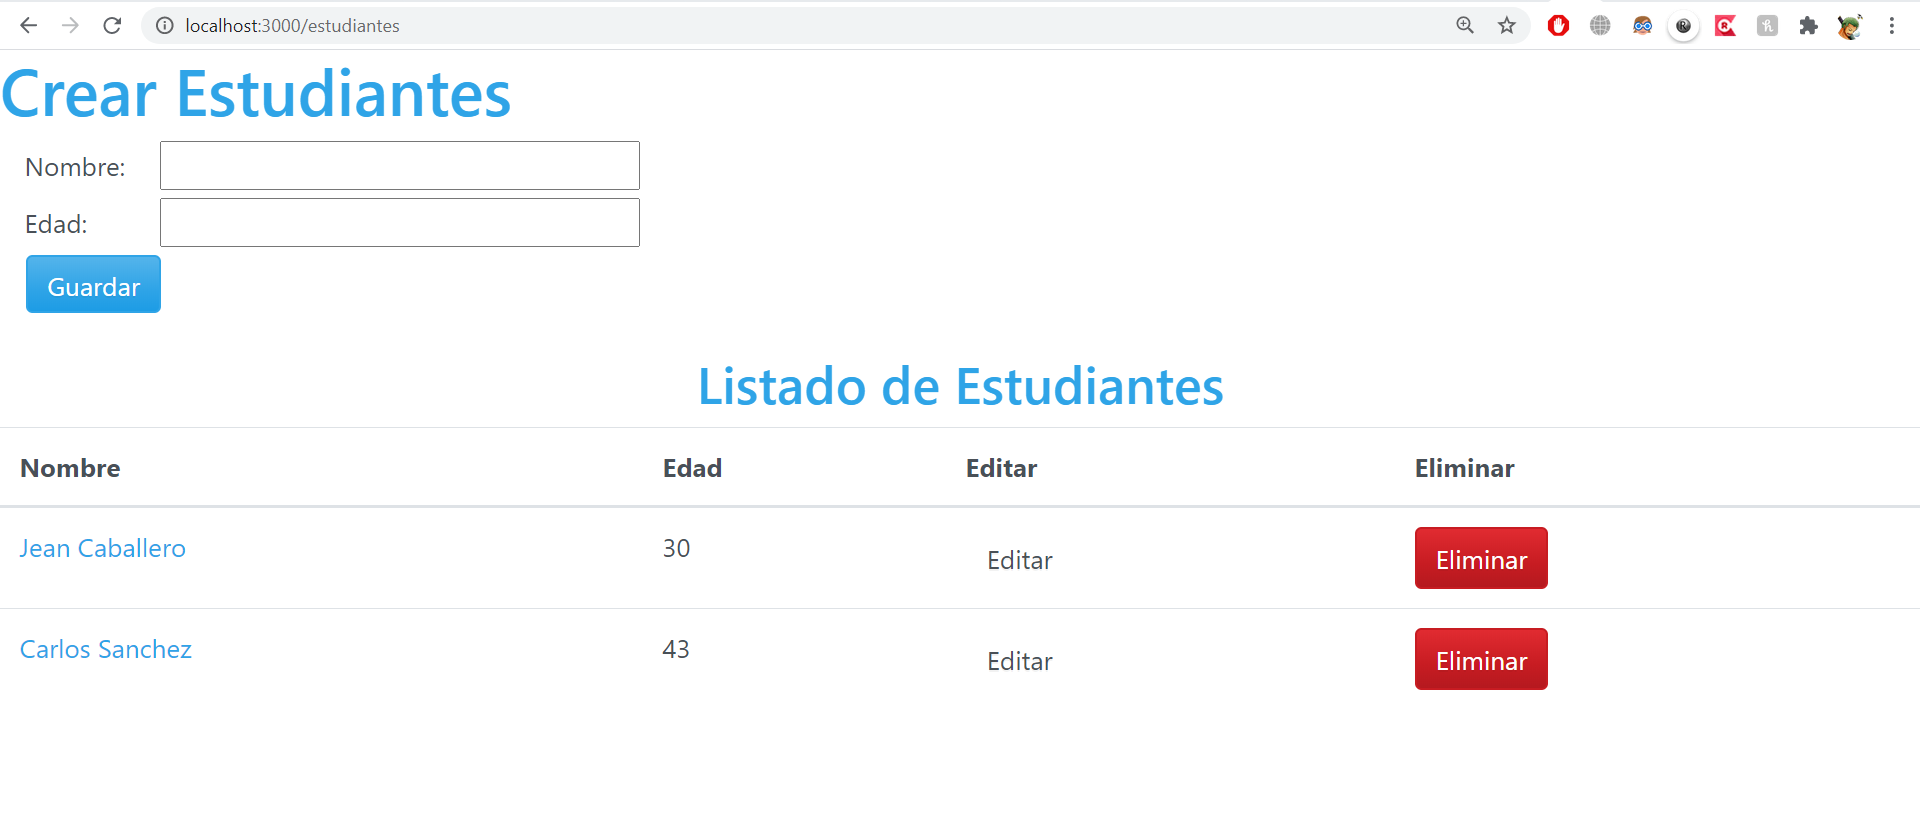 localhost:3000/estudiantes
Crear Estudiantes
Nombre:
Edad:
Guardar
Listado de Estudiantes
Nombre Edad Editar Eliminar
Jean Caballero 30 Editar Eliminar
Carlos Sanchez 43 Editar Eliminar